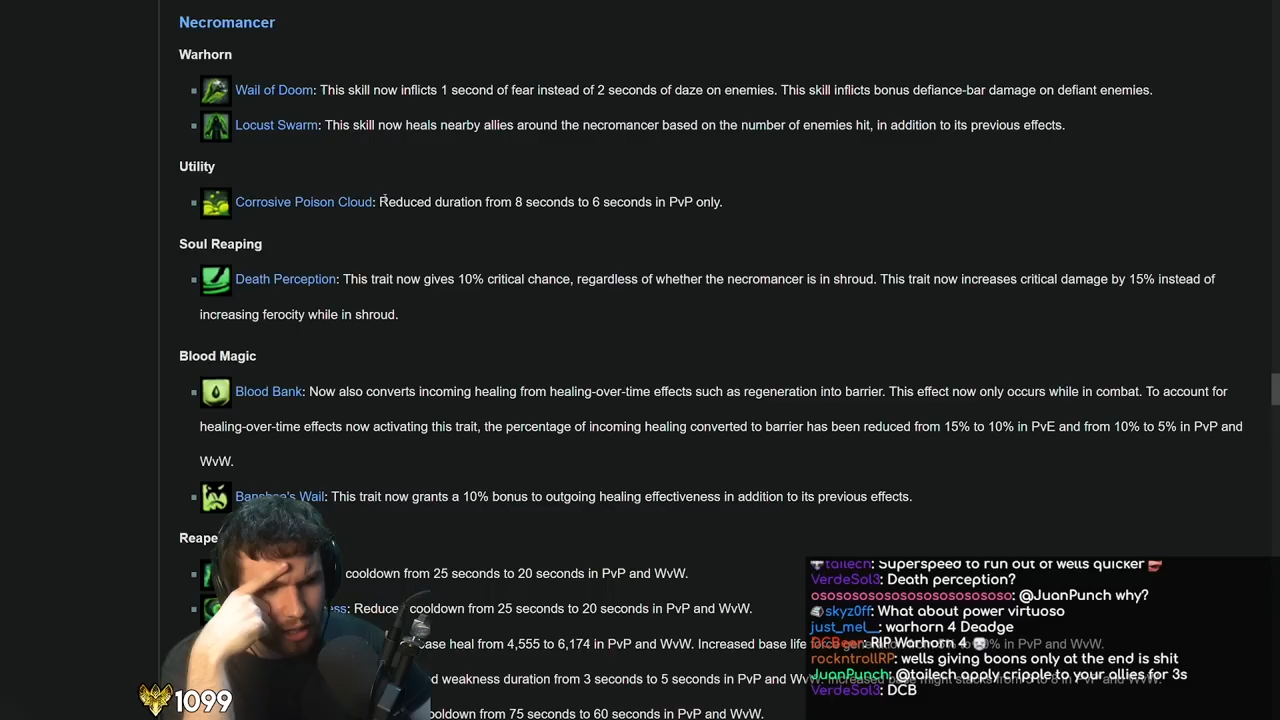 Necromancer
Warhorn
Wail of Doom: This skill now inflicts 1 second of fear instead of 2 seconds of daze on enemies. This skill inflicts bonus defiance-bar damage on defiant enemies.
Locust Swarm: This skill now heals nearby allies around the necromancer based on the number of enemies hit, in addition to its previous effects.
Utility
Corrosive Poison Cloud: Reduced duration from 8 seconds to 6 seconds in PvP only.
Soul Reaping
Death Perception: This trait now gives 10% critical chance, regardless of whether the necromancer is in shroud. This trait now increases critical damage by 15% instead of
increasing ferocity while in shroud.
Blood Magic
Blood Bank: Now also converts incoming healing from healing-over-time effects such as regeneration into barrier. This effect now only occurs while in combat. To account for
healing-over-time effects now activating this trait, the percentage of incoming healing converted to barrier has been reduced from 15% to 10% in PvE and from 10% to 5% in PvP and
WvW.
Banshee's Wail: This trait now grants a 10% bonus to outgoing healing effectiveness in addition to its previous effects.
Reape
cooldown from 25 seconds to 20 seconds in PvP and WvW.
ess: Reduce cooldown from 25 seconds to 20 seconds in PvP and WvW.
ase heal from 4,555 to 6,174 in PvP and WvW. Increased base life force in PvP and WvW.
d weakness duration from 3 seconds to 5 seconds in PvP and WvW. in PvP and WvW.
ooldown from 75 seconds to 60 seconds in PvP and WvW.
tailech: Superspeed to run out of wells quicker
VerdeSol3: Death perception?
osososososososososososo: @JuanPunch why?
skyz0ff: What about power virtuoso
just_mel__: warhorn 4 Deadge
DCBeen: RIP Warhorn 4
rockntrollRP: wells giving boons only at the end is shit
JuanPunch: @tailech apply cripple to your allies for 3s
VerdeSol3: DCB
1099